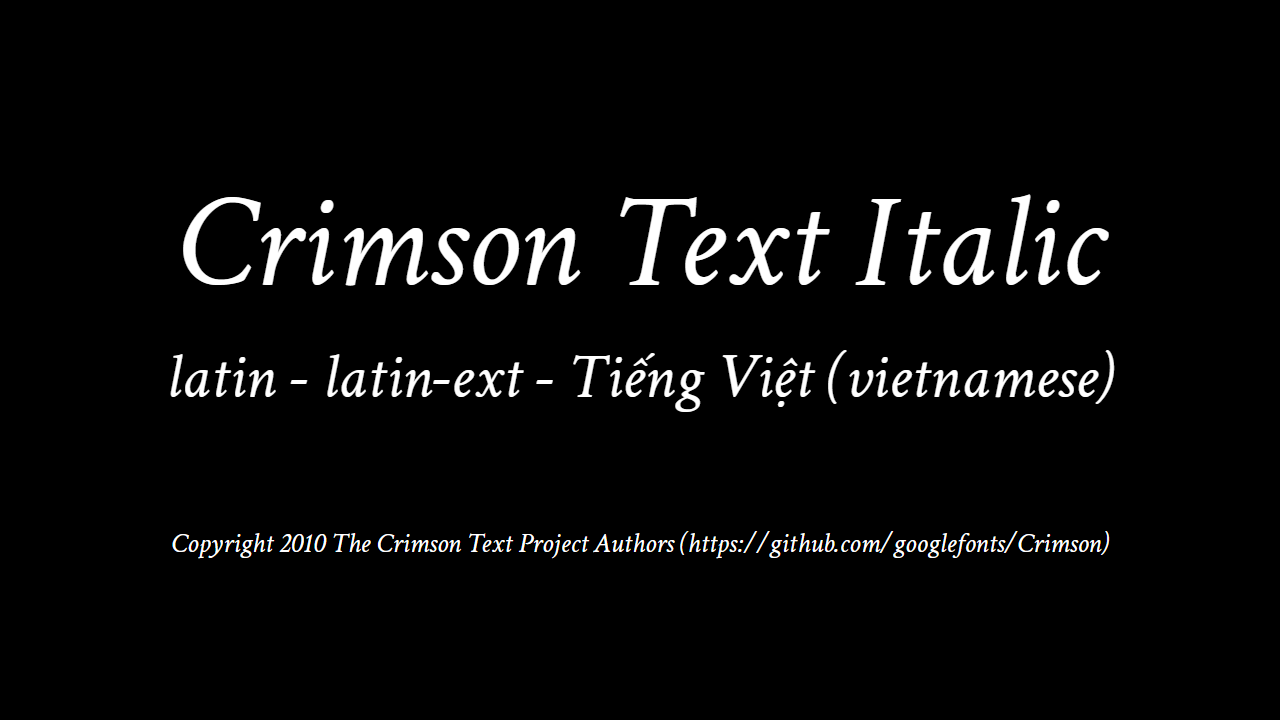 Crimson Text Italic
latin - latin-ext - Tiếng Việt (vietnamese)
Copyright 2010 The Crimson Text Project Authors (https://github.com/googlefonts/Crimson)